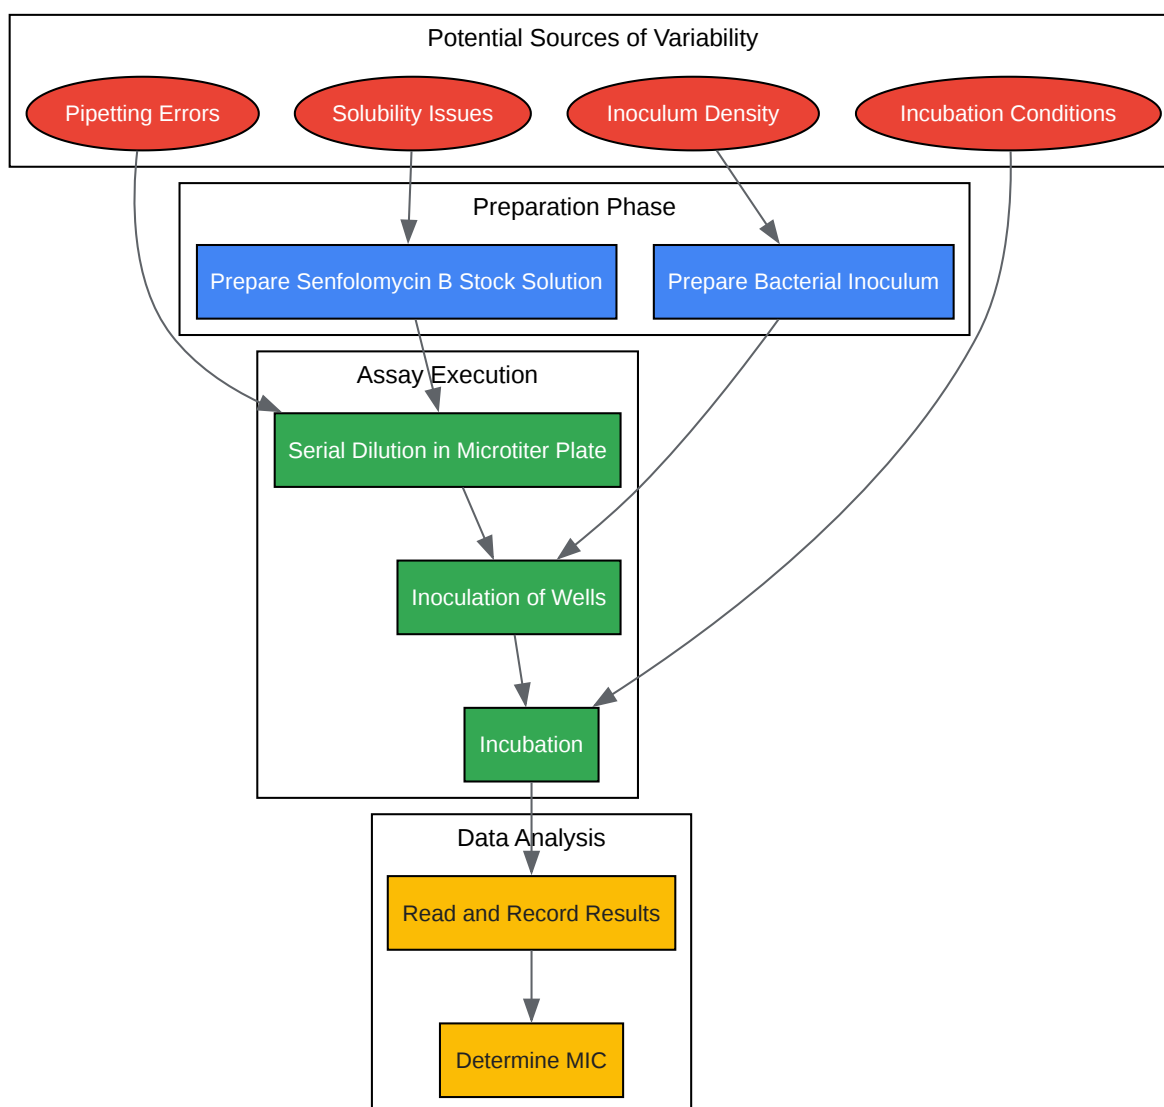 Potential Sources of Variability
Pipetting Errors
Solubility Issues
Inoculum Density
Incubation Conditions
Preparation Phase
Prepare Senfolomycin B Stock Solution
Prepare Bacterial Inoculum
Assay Execution
Serial Dilution in Microtiter Plate
Inoculation of Wells
Incubation
Data Analysis
Read and Record Results
Determine MIC